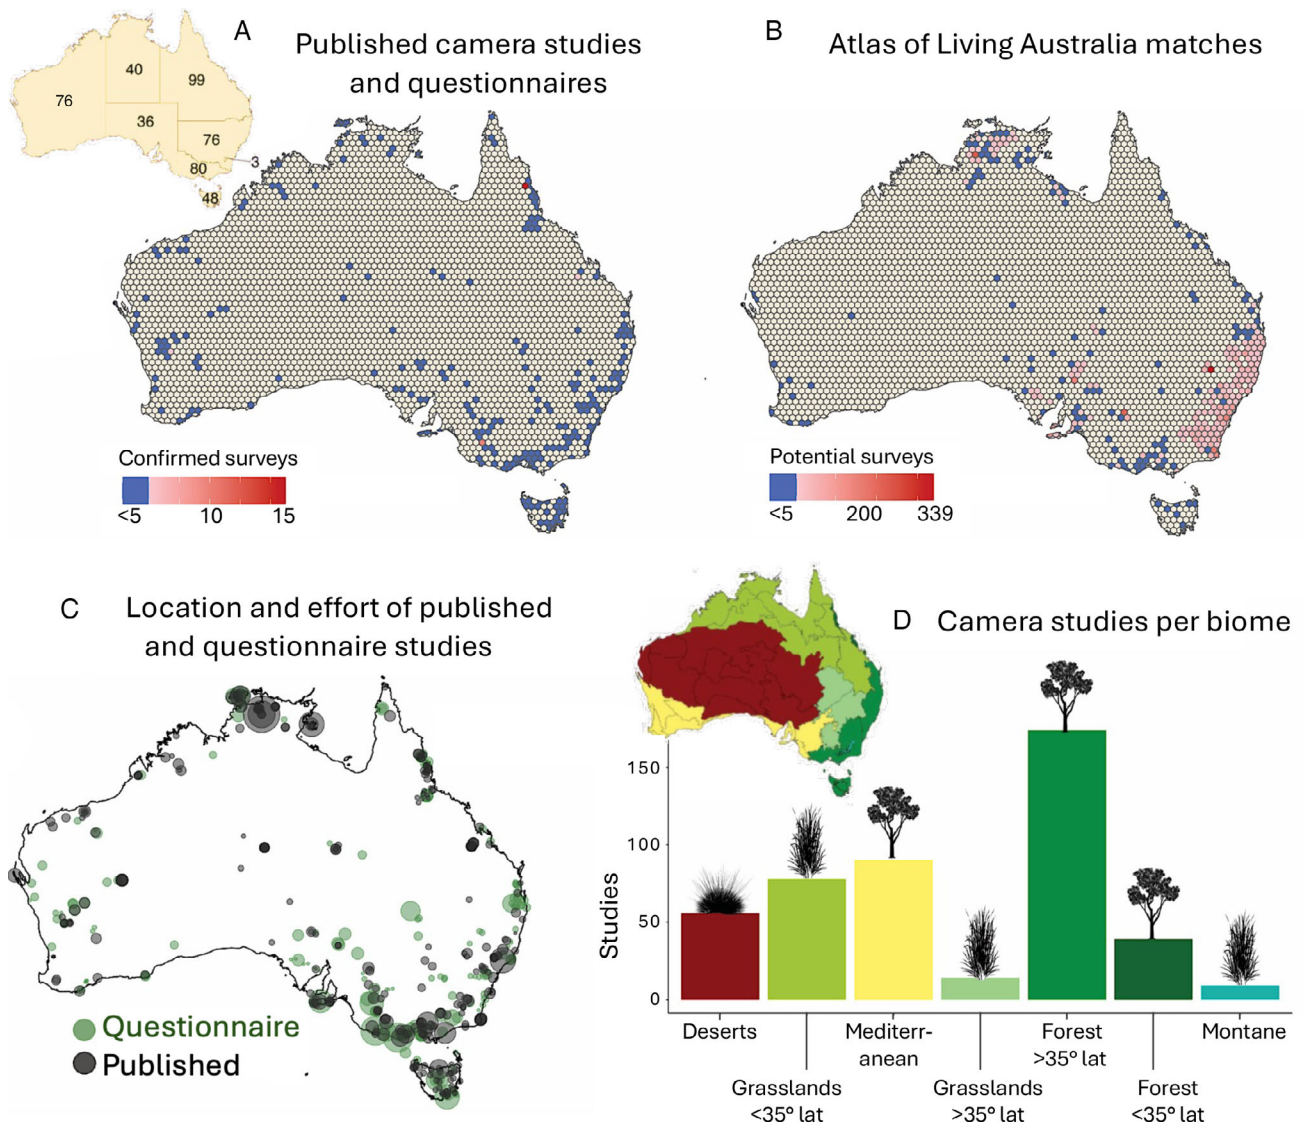 A
Published camera studies
and questionnaires
40
99
76
36
76
3
80
48
Confirmed surveys
<5
10
15
B
Atlas of Living Australia matches
Potential surveys
<5
200
339
C
Location and effort of published
and questionnaire studies
Questionnaire
Published
D
Camera studies per biome
Studies
150
100
50
0
Deserts
Grasslands
<35° lat
Mediterr-
anean
Grasslands
>35° lat
Forest
>35° lat
Forest
<35° lat
Montane